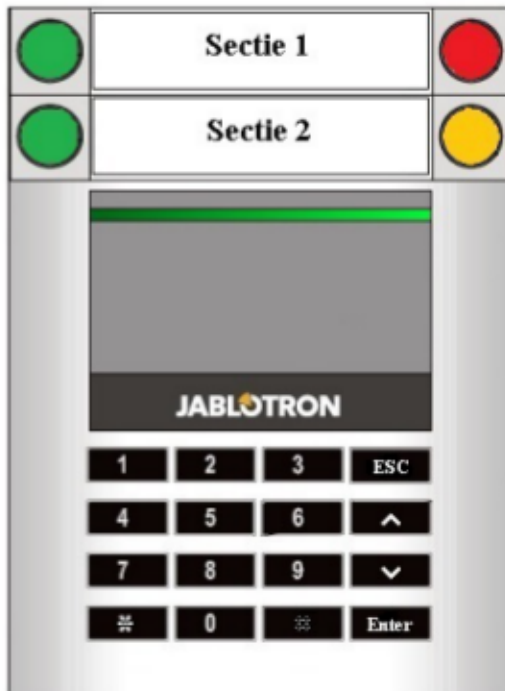 Sectie 1
Sectie 2
JABLOTRON
1 2 3 ESC
4 5 6
7 8 9
* 0 # Enter